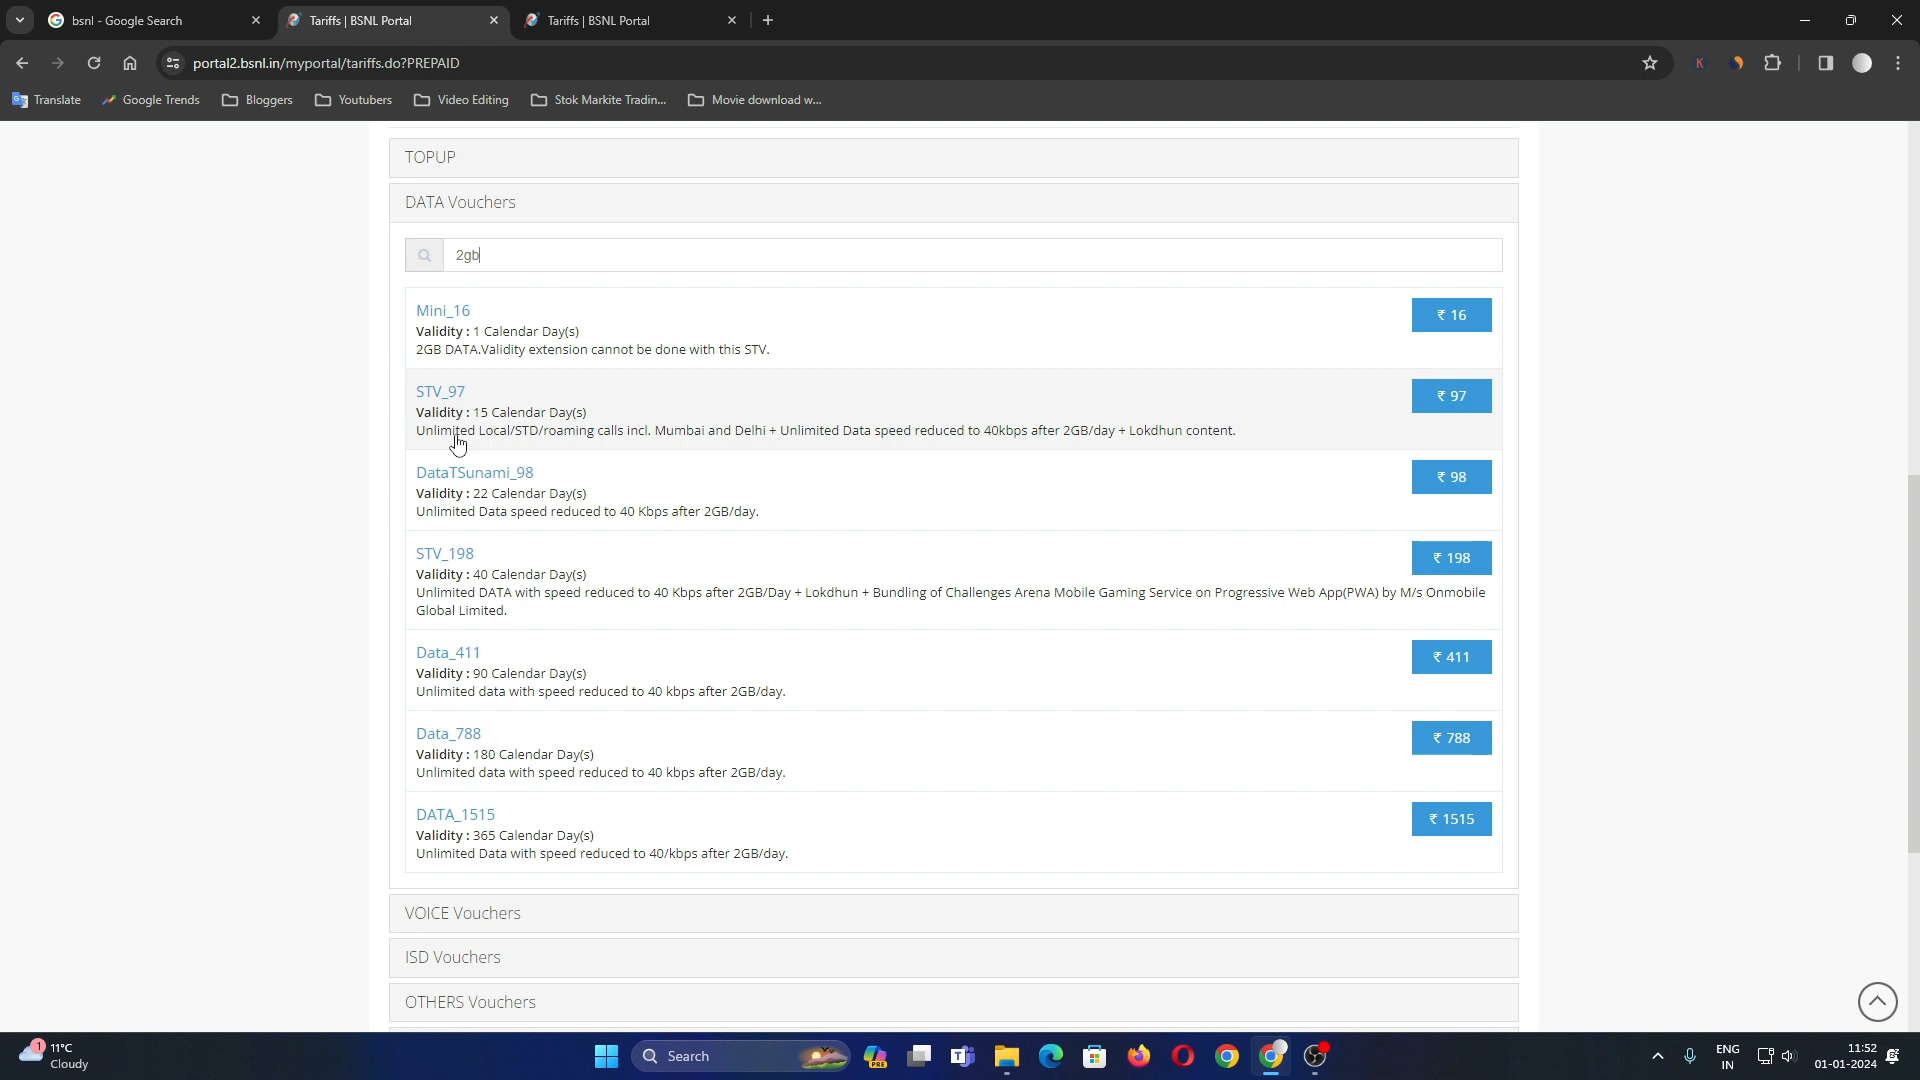 bsnl - Google Search
Tariffs | BSNL Portal
Tariffs | BSNL Portal
portal2.bsnl.in/myportal/tariffs.do?PREPAID
K
Translate
Google Trends
Bloggers
Youtubers
Video Editing
Stok Markite Tradin...
Movie download w...
TOPUP
DATA Vouchers
2gb
Mini_16
₹ 16
Validity : 1 Calendar Day(s)
2GB DATA.Validity extension cannot be done with this STV.
STV_97
₹ 97
Validity : 15 Calendar Day(s)
Unlimited Local/STD/roaming calls incl. Mumbai and Delhi + Unlimited Data speed reduced to 40kbps after 2GB/day + Lokdhun content.
DataTSunami_98
₹ 98
Validity : 22 Calendar Day(s)
Unlimited Data speed reduced to 40 Kbps after 2GB/day.
STV_198
₹ 198
Validity : 40 Calendar Day(s)
Unlimited DATA with speed reduced to 40 Kbps after 2GB/Day + Lokdhun + Bundling of Challenges Arena Mobile Gaming Service on Progressive Web App(PWA) by M/s Onmobile
Global Limited.
Data_411
₹ 411
Validity : 90 Calendar Day(s)
Unlimited data with speed reduced to 40 kbps after 2GB/day.
Data_788
₹ 788
Validity : 180 Calendar Day(s)
Unlimited data with speed reduced to 40 kbps after 2GB/day.
DATA_1515
₹ 1515
Validity : 365 Calendar Day(s)
Unlimited Data with speed reduced to 40/kbps after 2GB/day.
VOICE Vouchers
ISD Vouchers
OTHERS Vouchers
1
11°C
Cloudy
Search
PRE
ENG
IN
11:52
01-01-2024